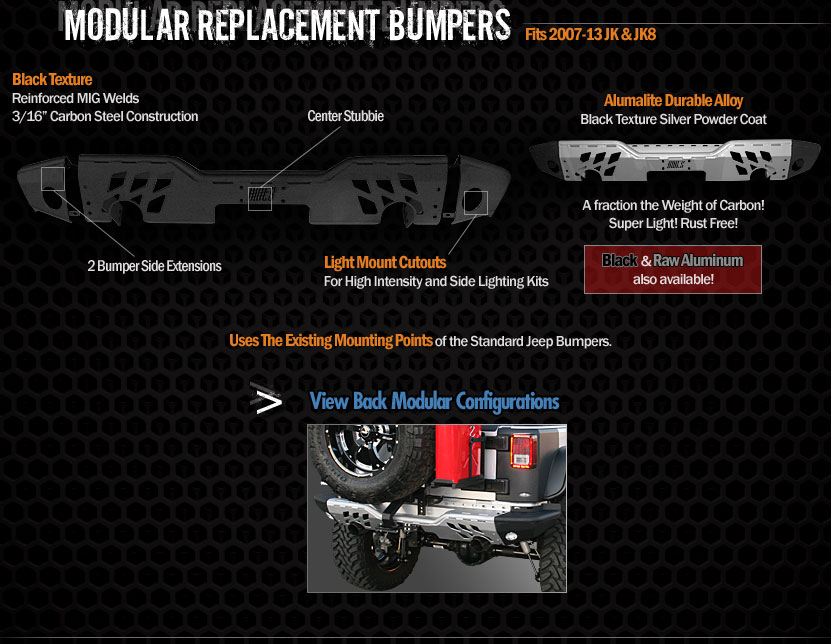 MODULAR REPLACEMENT BUMPERS
Fits 2007-13 JK & JK8
Black Texture
Reinforced MIG Welds
3/16” Carbon Steel Construction
Center Stubbie
2 Bumper Side Extensions
Light Mount Cutouts
For High Intensity and Side Lighting Kits
Alumalite Durable Alloy
Black Texture Silver Powder Coat
A fraction the Weight of Carbon!
Super Light! Rust Free!
Black & Raw Aluminum
also available!
Uses The Existing Mounting Points of the Standard Jeep Bumpers.
> View Back Modular Configurations